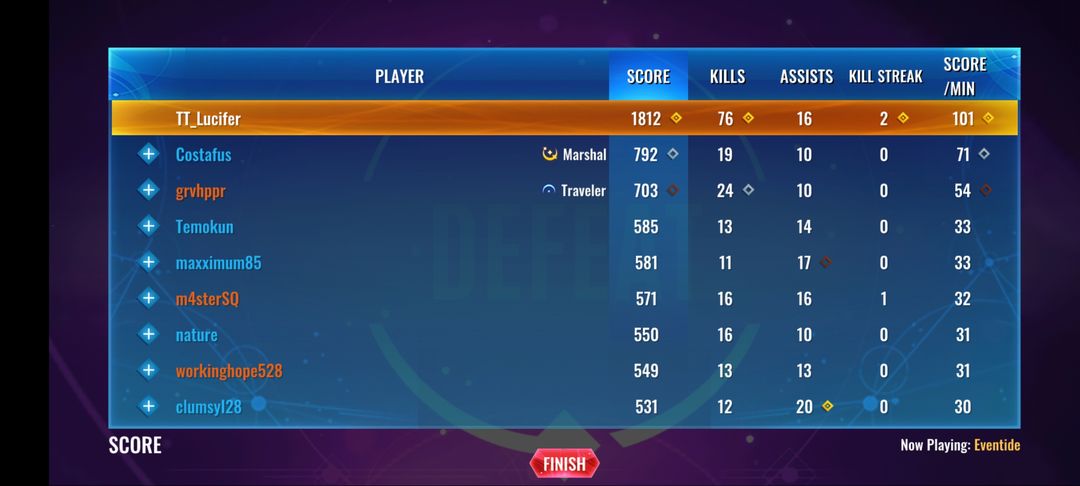 PLAYER SCORE KILLS ASSISTS KILL STREAK SCORE /MIN
TT_Lucifer 1812 76 16 2 101
Costafus Marshal 792 19 10 0 71
grvhppr Traveler 703 24 10 0 54
Temokun 585 13 14 0 33
maxximum85 581 11 17 0 33
m4sterSQ 571 16 16 1 32
nature 550 16 10 0 31
workinghope528 549 13 13 0 31
clumsyl28 531 12 20 0 30
DEFEAT
SCORE
Now Playing: Eventide
FINISH